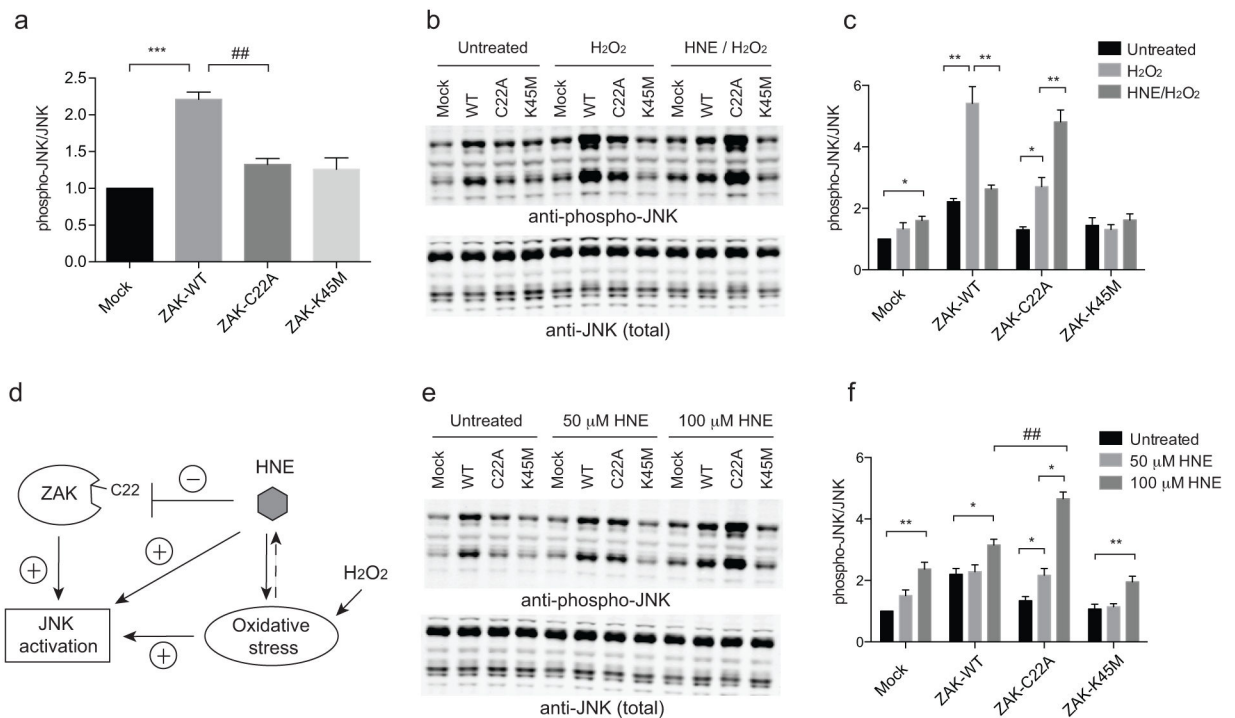 a
***
##
2.5
2.0
1.5
1.0
0.5
0.0
phospho-JNK/JNK
Mock
ZAK-WT
ZAK-C22A
ZAK-K45M
b
Untreated
H2O2
HNE / H2O2
Mock
WT
C22A
K45M
Mock
WT
C22A
K45M
Mock
WT
C22A
K45M
anti-phospho-JNK
anti-JNK (total)
c
Untreated
H2O2
HNE/H2O2
6
4
2
0
phospho-JNK/JNK
*
**
**
*
**
Mock
ZAK-WT
ZAK-C22A
ZAK-K45M
d
ZAK
C22
−
HNE
+
+
H2O2
JNK
activation
+
Oxidative
stress
e
Untreated
50 µM HNE
100 µM HNE
Mock
WT
C22A
K45M
Mock
WT
C22A
K45M
Mock
WT
C22A
K45M
anti-phospho-JNK
anti-JNK (total)
f
Untreated
50 µM HNE
100 µM HNE
##
6
4
2
0
phospho-JNK/JNK
**
*
*
*
**
Mock
ZAK-WT
ZAK-C22A
ZAK-K45M